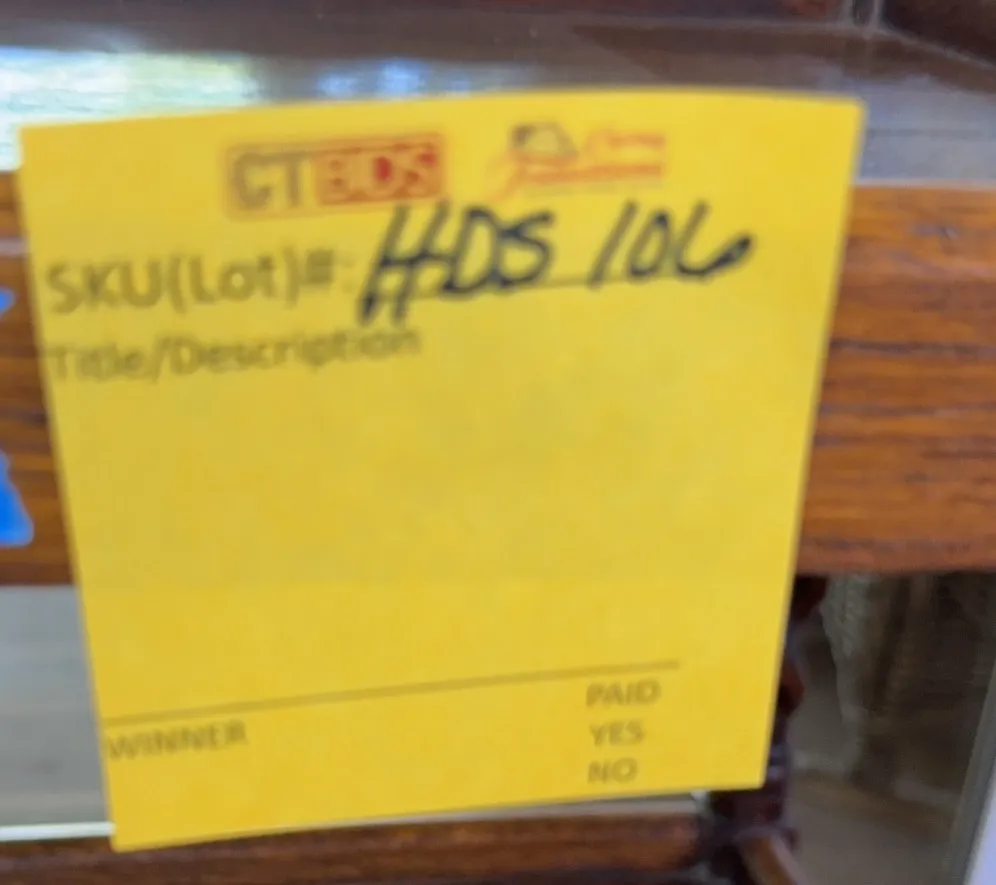 CTBIDS
SKU(Lot)#: HDS 106
Title/Description
PAID
WINNER YES
NO